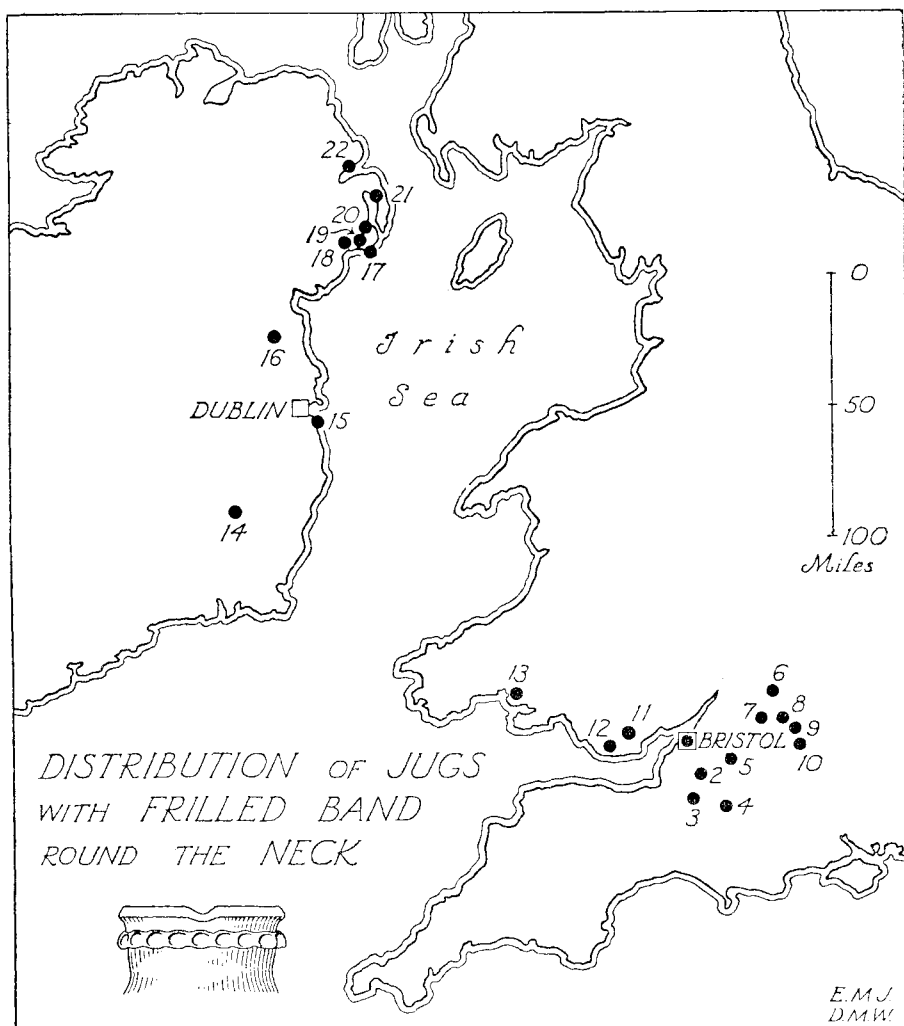 22
21
20
19
18
17
16
Irish
Sea
0
50
100
Miles
DUBLIN
15
14
13
12
11
6
7
8
9
10
BRISTOL
5
2
3
4
DISTRIBUTION OF JUGS
WITH FRILLED BAND
ROUND THE NECK
E.M.J.
D.M.W.